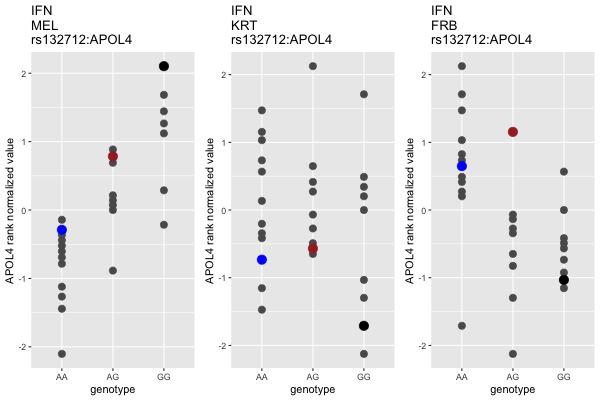 IFN
MEL
rs132712:APOL4
APOL4 rank normalized value
2
1
0
-1
-2
AA
AG
GG
genotype
IFN
KRT
rs132712:APOL4
APOL4 rank normalized value
2
1
0
-1
-2
AA
AG
GG
genotype
IFN
FRB
rs132712:APOL4
APOL4 rank normalized value
2
1
0
-1
-2
AA
AG
GG
genotype